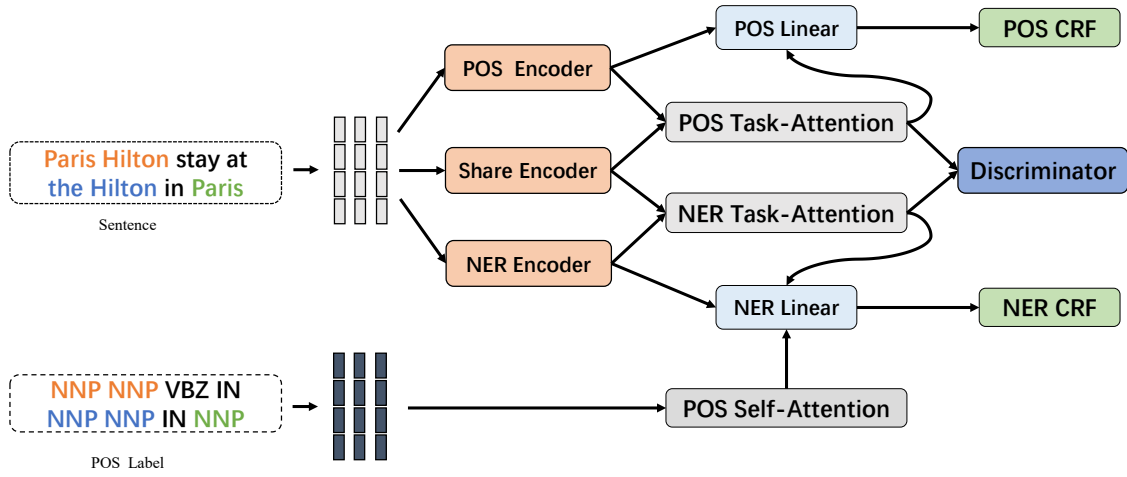 POS Linear
POS CRF
POS Encoder
POS Task-Attention
Paris Hilton stay at
the Hilton in Paris
Sentence
Share Encoder
Discriminator
NER Task-Attention
NER Encoder
NER Linear
NER CRF
NNP NNP VBZ IN
NNP NNP IN NNP
POS Label
POS Self-Attention